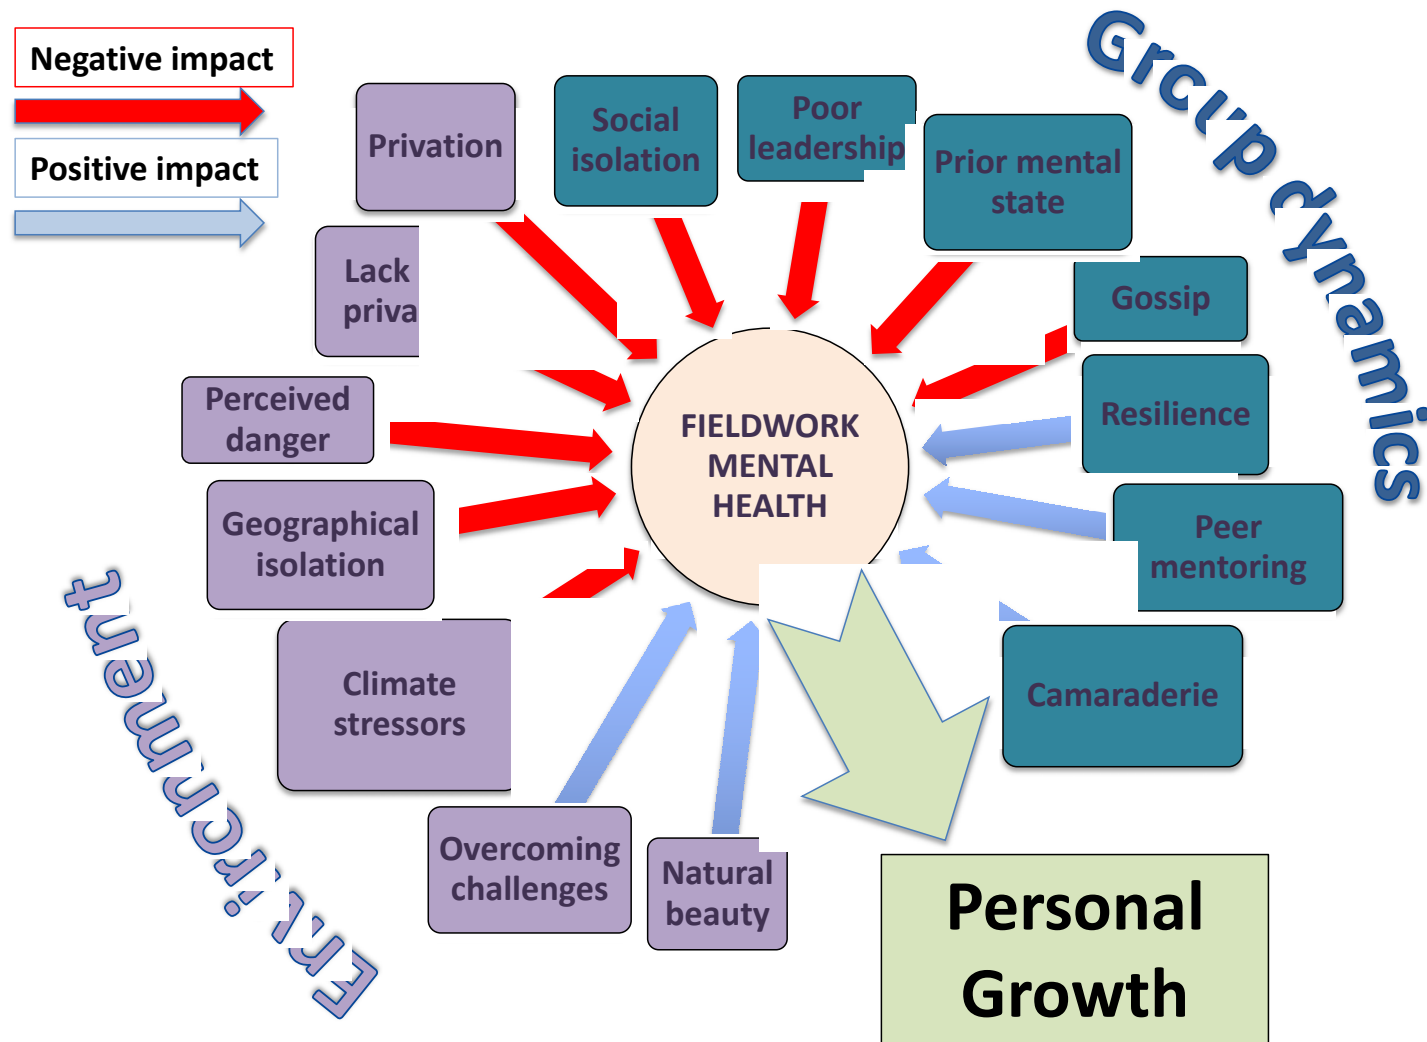 Negative impact
Positive impact
Privation
Social
isolation
Poor
leadership
Prior mental
state
Group dynamics
Gossip
Lack
priva
Perceived
danger
Resilience
FIELDWORK
MENTAL
HEALTH
Geographical
isolation
Peer
mentoring
Environment
Climate
stressors
Camaraderie
Overcoming
challenges
Natural
beauty
Personal
Growth